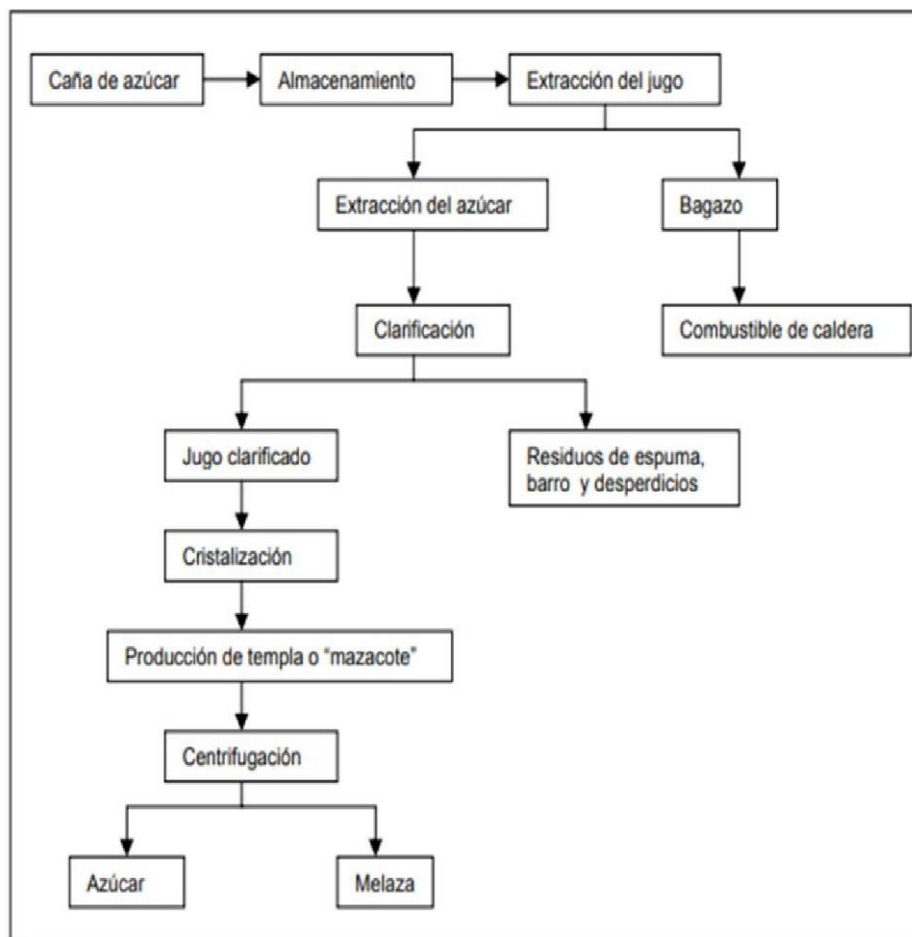 Caña de azúcar
Almacenamiento
Extracción del jugo
Extracción del azúcar
Bagazo
Clarificación
Combustible de caldera
Jugo clarificado
Residuos de espuma,
barro y desperdicios
Cristalización
Producción de templa o “mazacote”
Centrifugación
Azúcar
Melaza